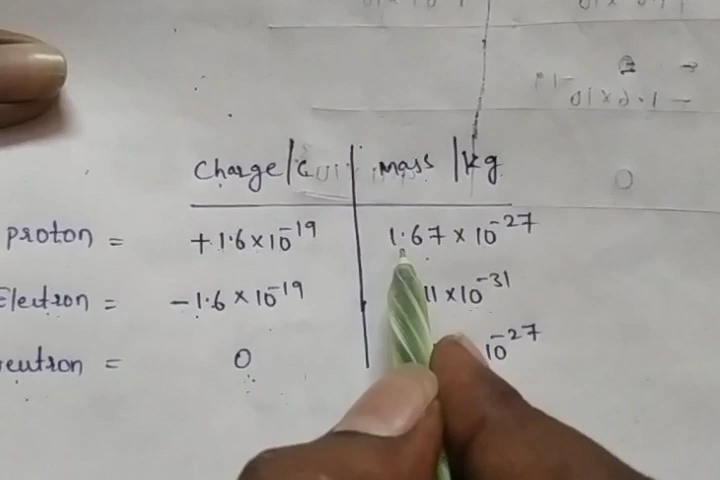 Charge/C Mass /kg
proton = +1.6×10⁻¹⁹ 1.67 × 10⁻²⁷
Electron = −1.6 × 10⁻¹⁹ 11 ×10⁻³¹
eutron = 0 10⁻²⁷